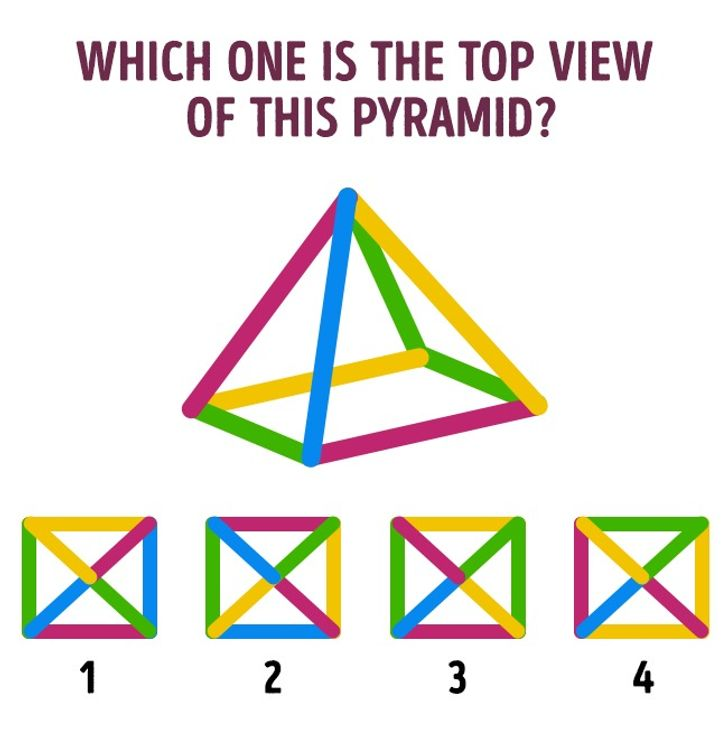 WHICH ONE IS THE TOP VIEW
OF THIS PYRAMID?
1 2 3 4